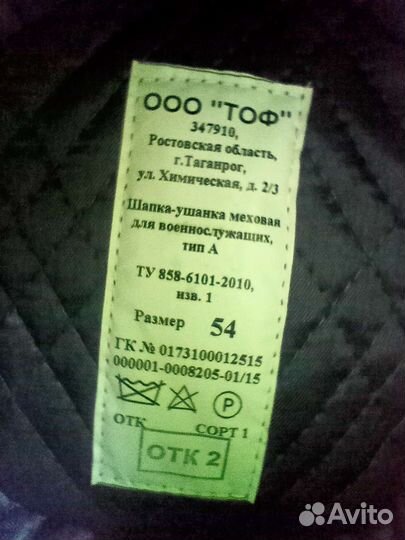 ООО "ТОФ"
347910,
Ростовская область,
г.Таганрог,
ул. Химическая, д. 2/3
Шапка-ушанка меховая
для военнослужащих,
тип А
ТУ 858-6101-2010,
изв. 1
Размер 54
ГК № 0173100012515
000001-0008205-01/15
P
ОТК СОРТ 1
ОТК 2
Avito